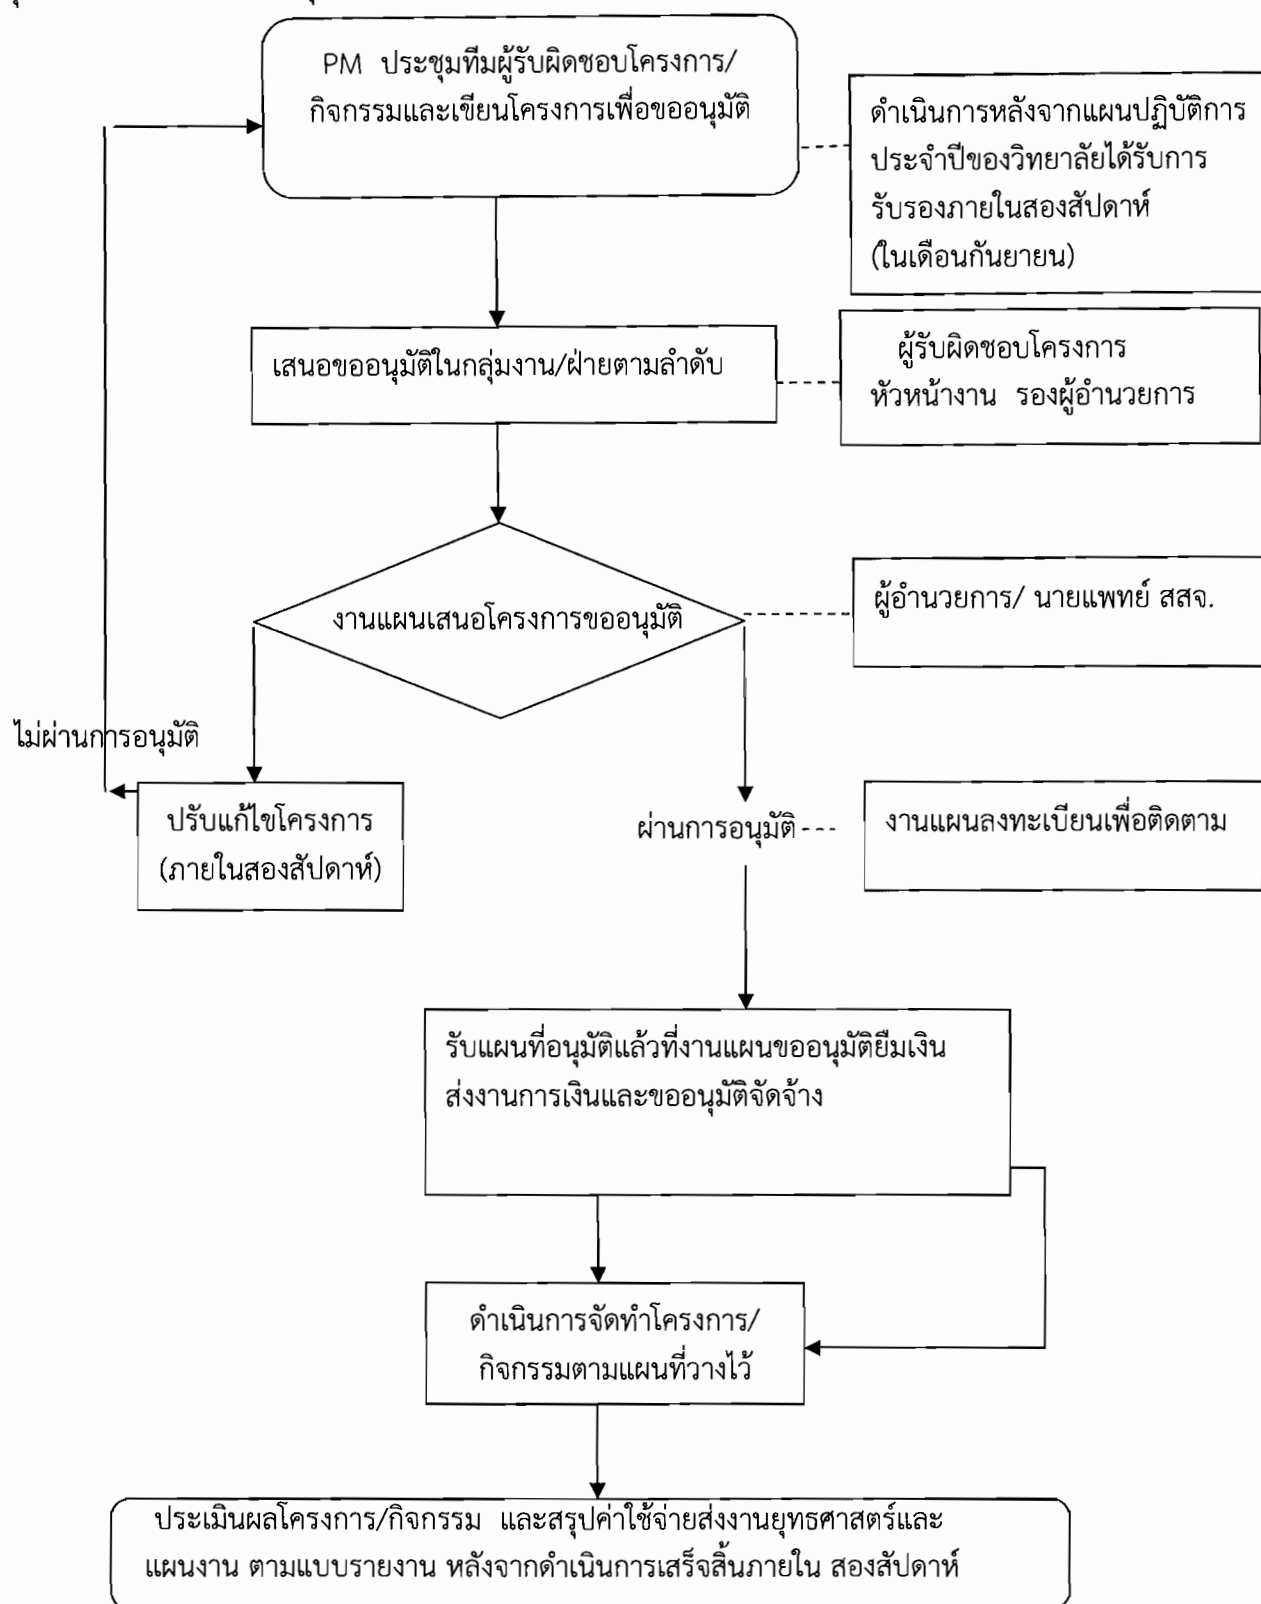 PM ประชุมทีมผู้รับผิดชอบโครงการ/
กิจกรรมและเขียนโครงการเพื่อขออนุมัติ
ดำเนินการหลังจากแผนปฏิบัติการ
ประจำปีของวิทยาลัยได้รับการ
รับรองภายในสองสัปดาห์
(ในเดือนกันยายน)
เสนอขออนุมัติในกลุ่มงาน/ฝ่ายตามลำดับ
ผู้รับผิดชอบโครงการ
หัวหน้างาน รองผู้อำนวยการ
งานแผนเสนอโครงการขออนุมัติ
ผู้อำนวยการ/ นายแพทย์ สสจ.
ไม่ผ่านการอนุมัติ
ปรับแก้ไขโครงการ
(ภายในสองสัปดาห์)
ผ่านการอนุมัติ
งานแผนลงทะเบียนเพื่อติดตาม
รับแผนที่อนุมัติแล้วที่งานแผนขออนุมัติยืมเงิน
ส่งงานการเงินและขออนุมัติจัดจ้าง
ดำเนินการจัดทำโครงการ/
กิจกรรมตามแผนที่วางไว้
ประเมินผลโครงการ/กิจกรรม และสรุปค่าใช้จ่ายส่งงานยุทธศาสตร์และ
แผนงาน ตามแบบรายงาน หลังจากดำเนินการเสร็จสิ้นภายใน สองสัปดาห์